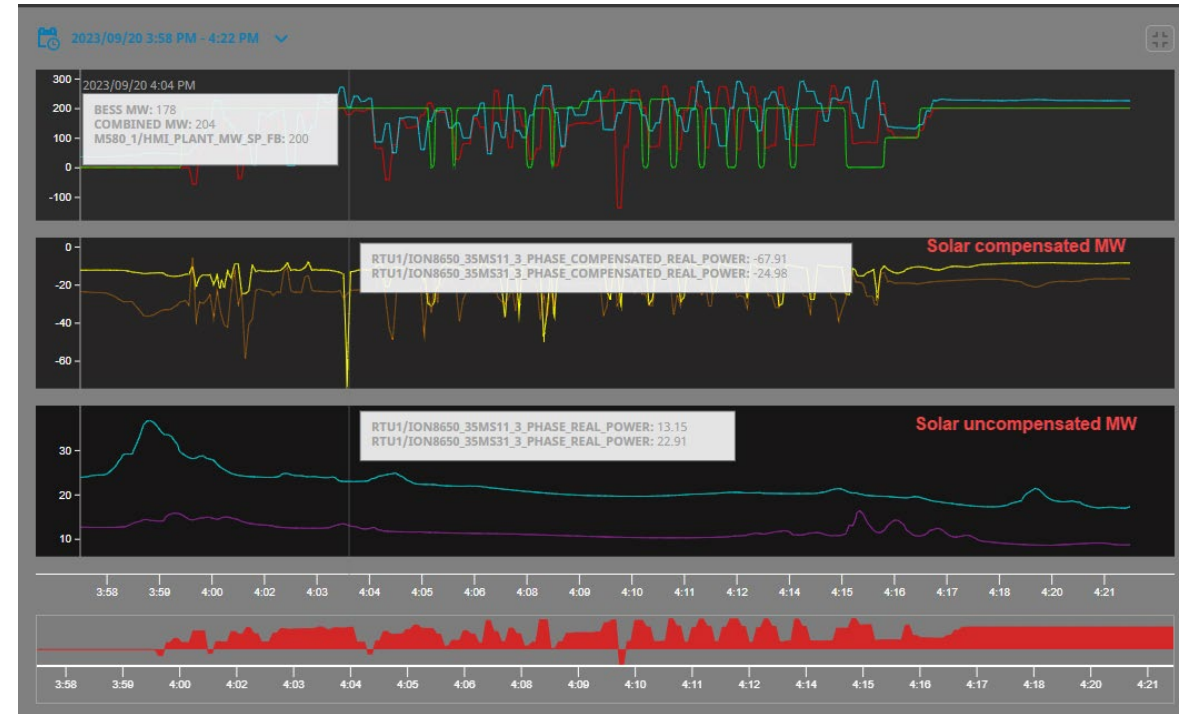 2023/09/20 3:58 PM - 4:22 PM
300
2023/09/20 4:04 PM
BESS MW: 178
200
COMBINED MW: 204
M580_1/HMI_PLANT_MW_SP_FB: 200
100
0
-100
0
Solar compensated MW
RTU1/ION8650_35MS11_3_PHASE_COMPENSATED_REAL_POWER: -67.91
RTU1/ION8650_35MS31_3_PHASE_COMPENSATED_REAL_POWER: -24.98
-20
-40
-60
Solar uncompensated MW
RTU1/ION8650_35MS11_3_PHASE_REAL_POWER: 13.15
RTU1/ION8650_35MS31_3_PHASE_REAL_POWER: 22.91
30
20
10
3:58 3:59 4:00 4:02 4:03 4:04 4:05 4:06 4:08 4:09 4:10 4:11 4:12 4:14 4:15 4:16 4:17 4:18 4:20 4:21
3:58 3:59 4:00 4:02 4:03 4:04 4:05 4:06 4:08 4:09 4:10 4:11 4:12 4:14 4:15 4:16 4:17 4:18 4:20 4:21